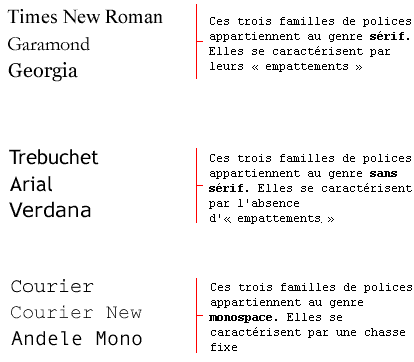 Times New Roman
Garamond
Georgia
Ces trois familles de polices
appartiennent au genre sérif.
Elles se caractérisent par
leurs « empattements »
Trebuchet
Arial
Verdana
Ces trois familles de polices
appartiennent au genre sans
sérif. Elles se caractérisent
par l'absence
d'« empattements. »
Courier
Courier New
Andele Mono
Ces trois familles de polices
appartiennent au genre
monospace. Elles se
caractérisent par une chasse
fixe